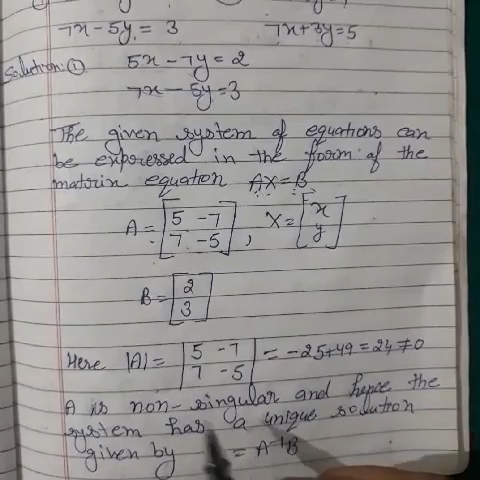 7x-5y = 3 7x+3y=5
Solution:① 5x-7y=2
7x-5y=3
The given system of equations can
be expressed in the form of the
matrix equation AX=B
A = [5 -7 7 -5], X = [x y]
B = [2 3]
Here |A| = |5 -7 7 -5| = -25+49 = 24 ≠0
A is non-singular and hence the
system has a unique solution
given by = A⁻¹B